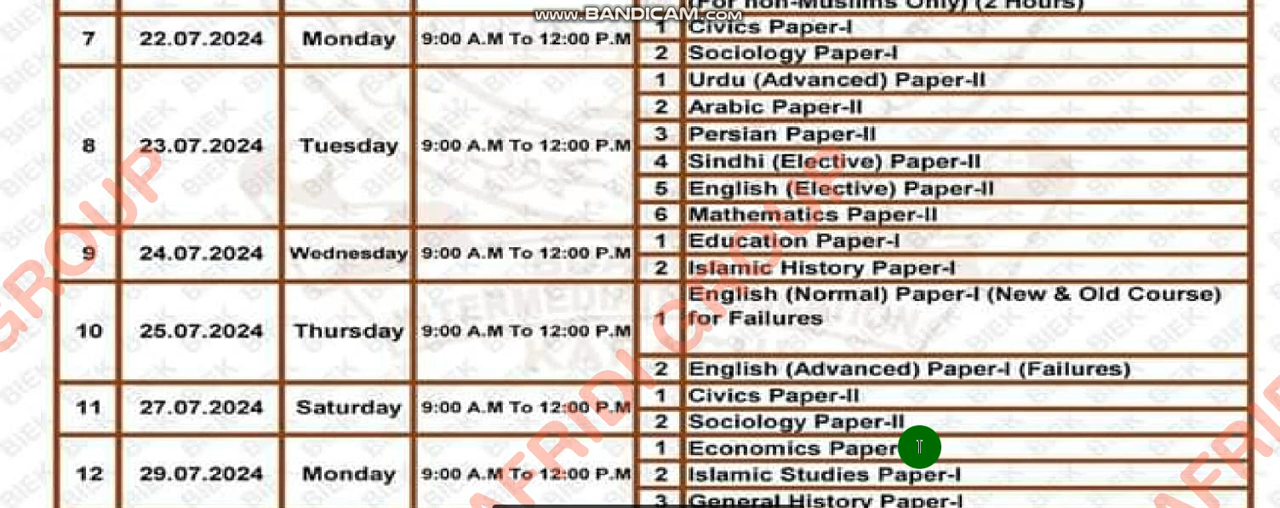 www.BANDICAM.com
(For non-Muslims Only) (2 Hours)
7 22.07.2024 Monday 9:00 A.M To 12:00 P.M
1 Civics Paper-I
2 Sociology Paper-I
8 23.07.2024 Tuesday 9:00 A.M To 12:00 P.M
1 Urdu (Advanced) Paper-II
2 Arabic Paper-II
3 Persian Paper-II
4 Sindhi (Elective) Paper-II
5 English (Elective) Paper-II
6 Mathematics Paper-II
9 24.07.2024 Wednesday 9:00 A.M To 12:00 P.M
1 Education Paper-I
2 Islamic History Paper-I
10 25.07.2024 Thursday 9:00 A.M To 12:00 P.M
1 English (Normal) Paper-I (New & Old Course)
for Failures
2 English (Advanced) Paper-I (Failures)
11 27.07.2024 Saturday 9:00 A.M To 12:00 P.M
1 Civics Paper-II
2 Sociology Paper-II
12 29.07.2024 Monday 9:00 A.M To 12:00 P.M
1 Economics Paper
2 Islamic Studies Paper-I
3 General History Paper-I
GROUP
AFRIDI GROUP
AFRIDI
BIEK